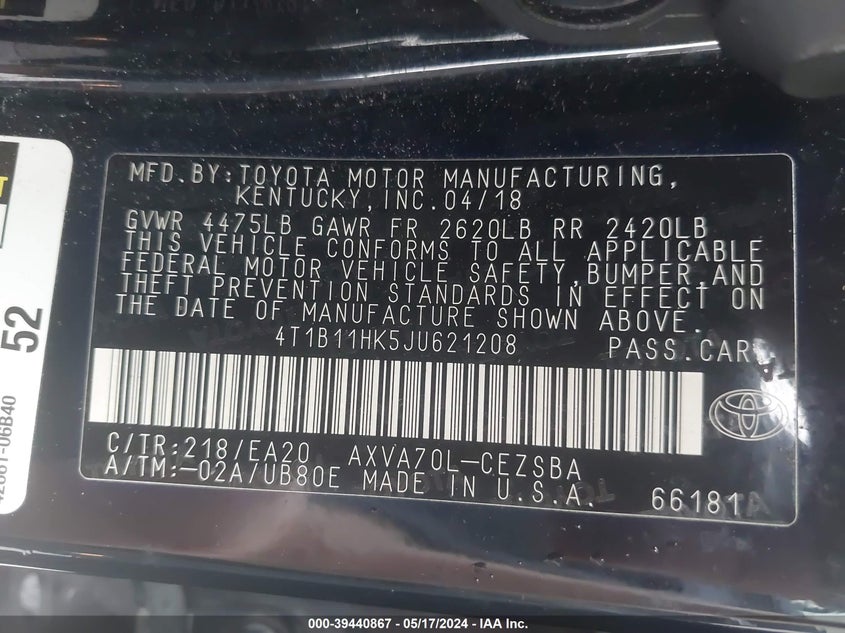 MFD.BY:TOYOTA MOTOR MANUFACTURING,
KENTUCKY,INC.04/18
GVWR 4475LB GAWR FR 2620LB RR 2420LB
THIS VEHICLE CONFORMS TO ALL APPLICABLE
FEDERAL MOTOR VEHICLE SAFETY,BUMPER,AND
THEFT PREVENTION STANDARDS IN EFFECT ON
THE DATE OF MANUFACTURE SHOWN ABOVE.
4T1B11HK5JU621208 PASS.CAR
C/TR:218/EA20 AXVA70L-CEZSBA
A/TM:-02A/UB80E MADE IN U.S.A. 66181A
52
06B40
000-39440867 - 05/17/2024 - IAA Inc.